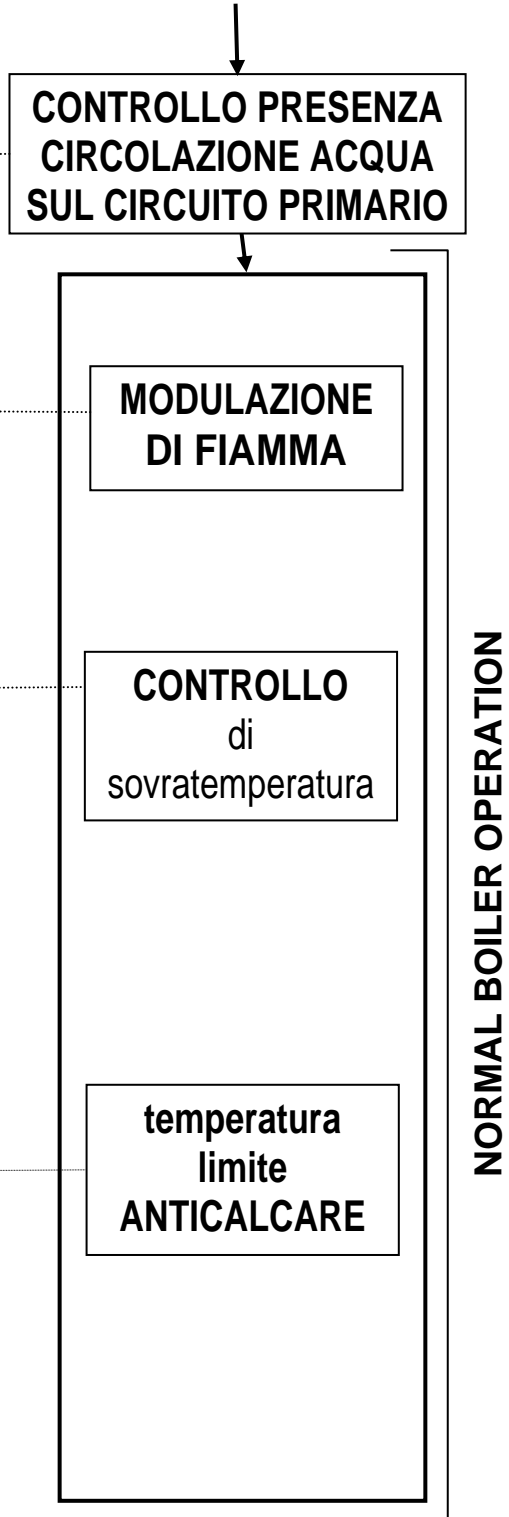 CONTROLLO PRESENZA
CIRCOLAZIONE ACQUA
SUL CIRCUITO PRIMARIO
MODULAZIONE
DI FIAMMA
CONTROLLO
di
sovratemperatura
temperatura
limite
ANTICALCARE
NORMAL BOILER OPERATION